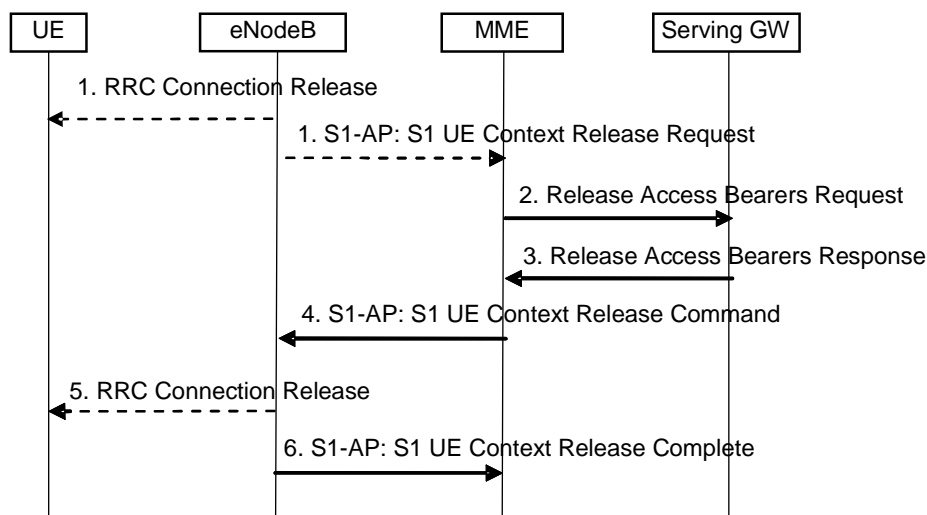 UE
eNodeB
MME
Serving GW
1. RRC Connection Release
1. S1-AP: S1 UE Context Release Request
2. Release Access Bearers Request
3. Release Access Bearers Response
4. S1-AP: S1 UE Context Release Command
5. RRC Connection Release
6. S1-AP: S1 UE Context Release Complete